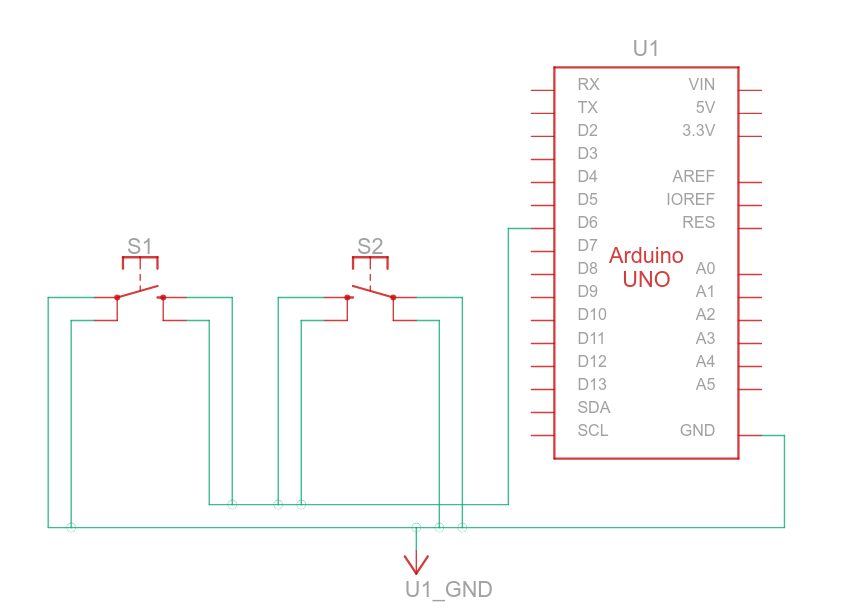 U1
RX VIN
TX 5V
D2 3.3V
D3
D4 AREF
D5 IOREF
D6 RES
D7
Arduino
UNO
D8 A0
D9 A1
D10 A2
D11 A3
D12 A4
D13 A5
SDA
SCL GND
S1 S2
U1_GND